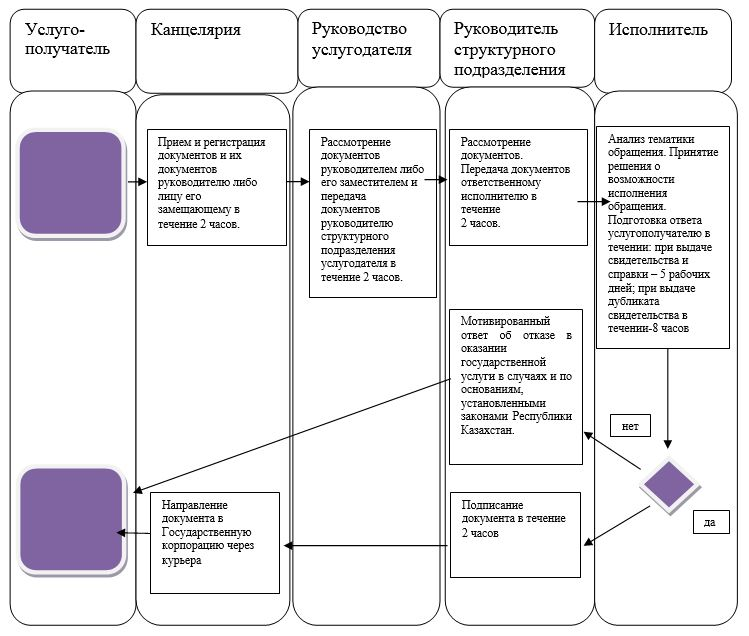 Услуго-
получатель
Канцелярия
Руководство
услугодателя
Руководитель
структурного
подразделения
Исполнитель
Прием и регистрация
документов и их
документов
руководителю либо
лицу его
замещающему в
течение 2 часов.
Рассмотрение
документов
руководителем либо
его заместителем и
передача
документов
руководителю
структурного
подразделения
услугодателя в
течение 2 часов.
Рассмотрение
документов.
Передача документов
ответственному
исполнителю в
течение
2 часов.
Анализ тематики
обращения. Принятие
решения о
возможности
исполнения
обращения.
Подготовка ответа
услугополучателю в
течении: при выдаче
свидетельства и
справки – 5 рабочих
дней; при выдаче
дубликата
свидетельства в
течении-8 часов
Мотивированный
ответ об отказе в
оказании
государственной
услуги в случаях и по
основаниям,
установленными
законами Республики
Казахстан.
нет
да
Направление
документа в
Государственную
корпорацию через
курьера
Подписание
документа в течение
2 часов